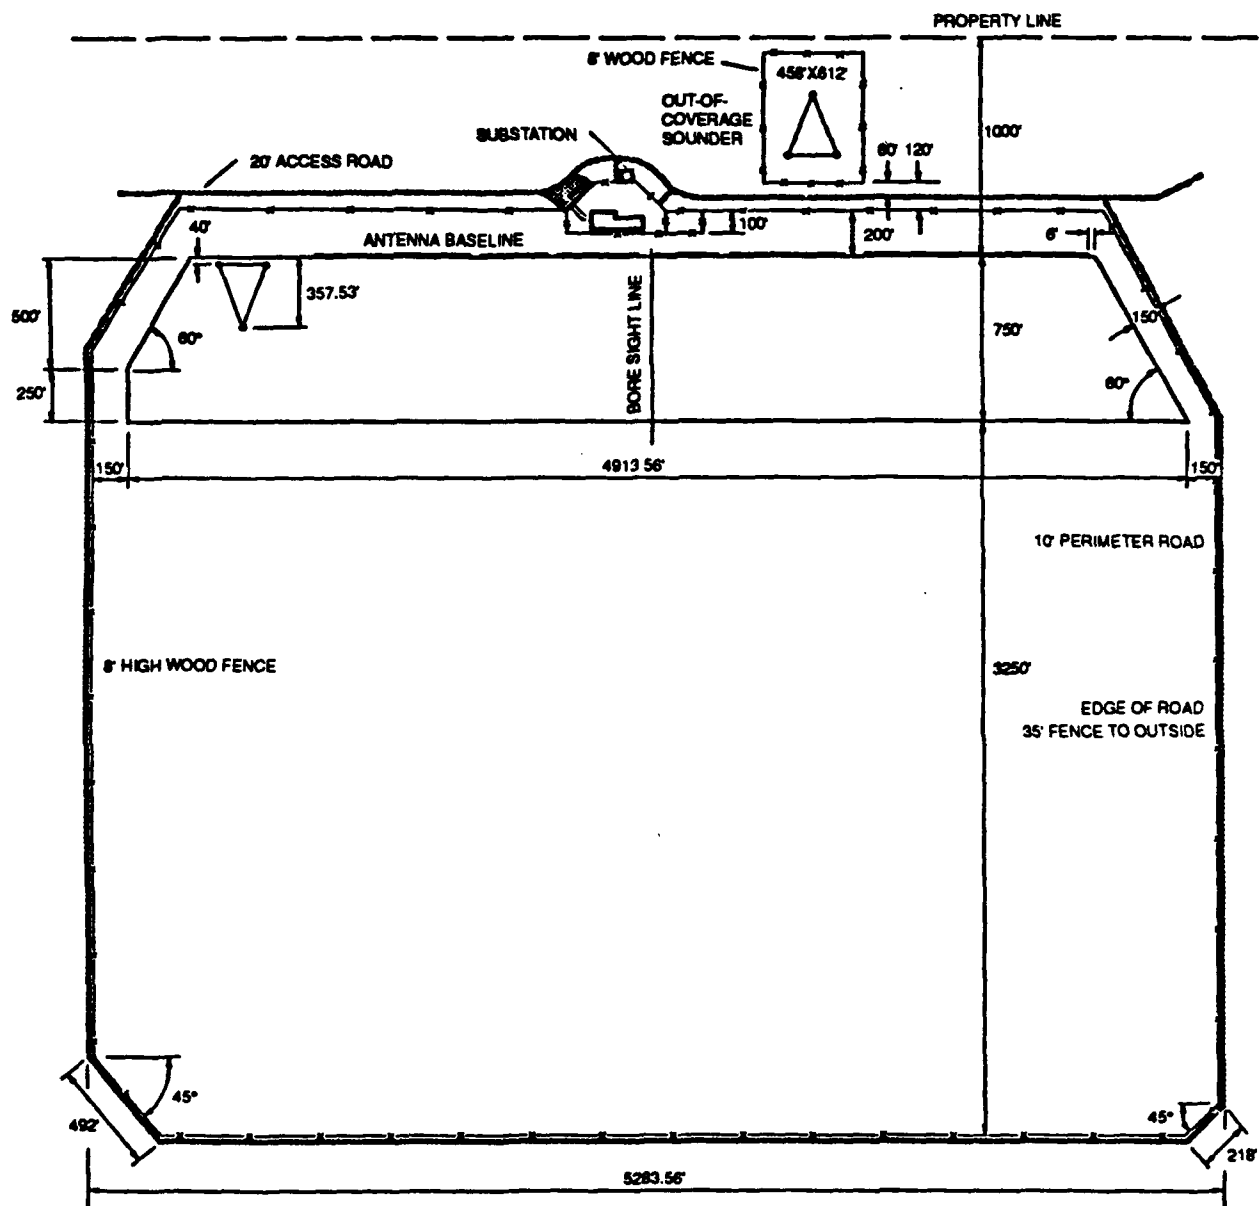 PROPERTY LINE
8' WOOD FENCE
458'X612'
OUT-OF-
COVERAGE
SOUNDER
1000'
SUBSTATION
60' 120'
20' ACCESS ROAD
40'
ANTENNA BASELINE
100'
200'
6'
357.53'
500'
BORE SIGHT LINE
750'
150'
60°
60°
250'
150'
4913.56'
150'
10' PERIMETER ROAD
8' HIGH WOOD FENCE
3250'
EDGE OF ROAD
35' FENCE TO OUTSIDE
45°
492'
45°
218'
5283.56'